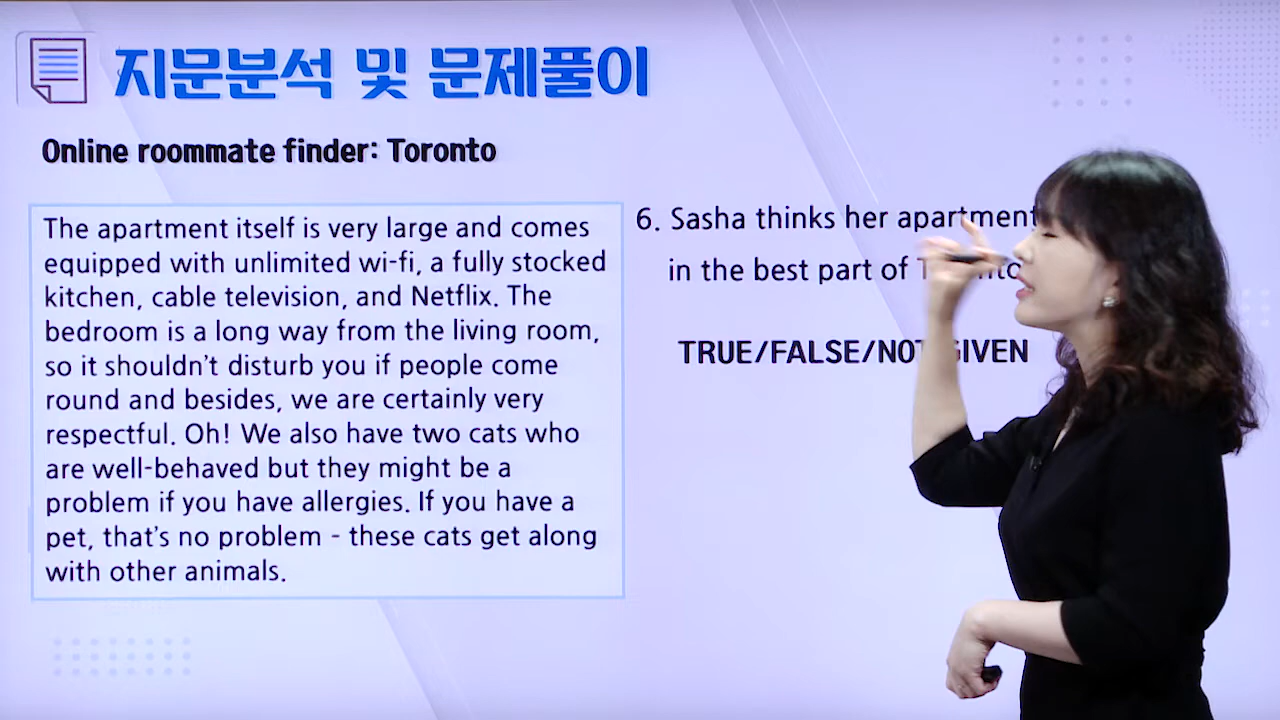 지문분석 및 문제풀이
Online roommate finder: Toronto
The apartment itself is very large and comes
equipped with unlimited wi-fi, a fully stocked
kitchen, cable television, and Netflix. The
bedroom is a long way from the living room,
so it shouldn't disturb you if people come
round and besides, we are certainly very
respectful. Oh! We also have two cats who
are well-behaved but they might be a
problem if you have allergies. If you have a
pet, that's no problem - these cats get along
with other animals.
6. Sasha thinks her apartment
in the best part of
TRUE/FALSE/NOT GIVEN